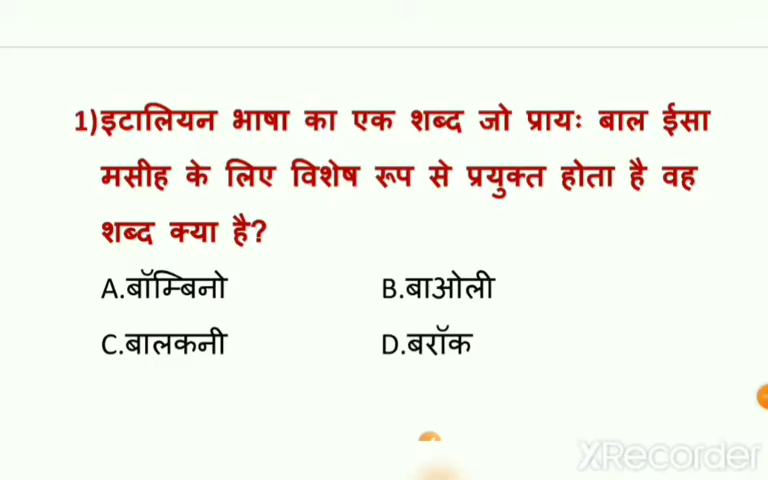 1)इटालियन भाषा का एक शब्द जो प्रायः बाल ईसा
मसीह के लिए विशेष रूप से प्रयुक्त होता है वह
शब्द क्या है?
A.बॉम्बिनो B.बाओली
C.बालकनी D.बरॉक
XRecorder